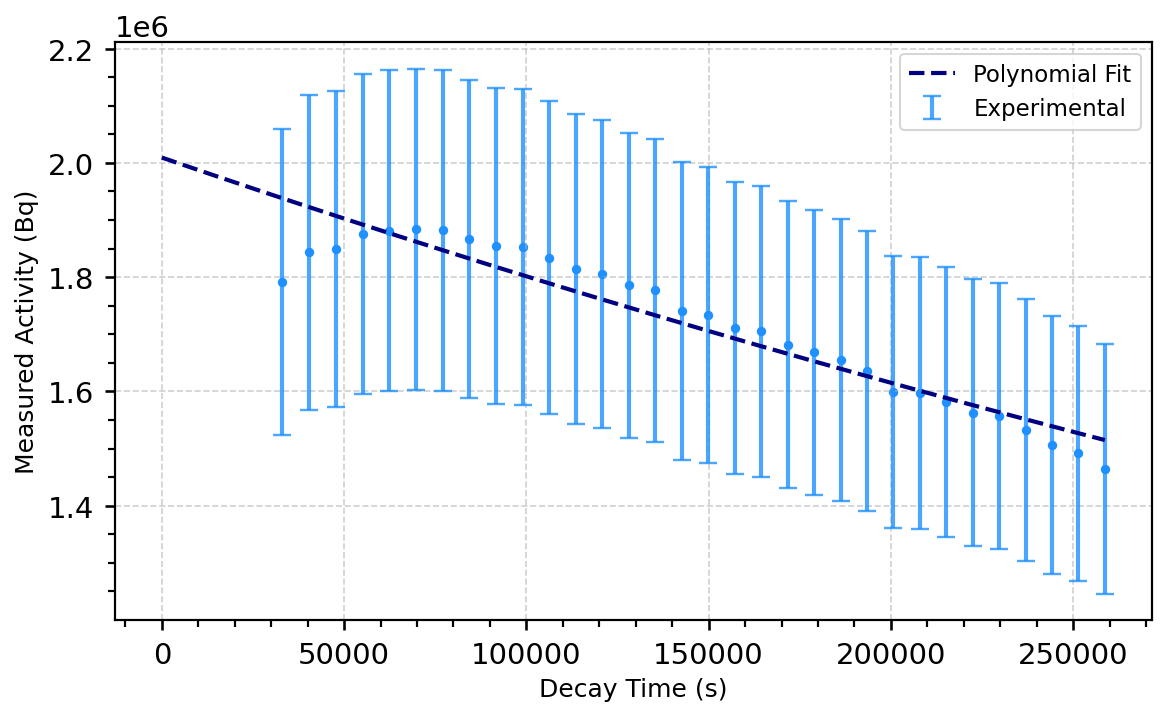 1e6
2.2
2.0
1.8
1.6
1.4
Measured Activity (Bq)
Polynomial Fit
Experimental
0 50000 100000 150000 200000 250000
Decay Time (s)